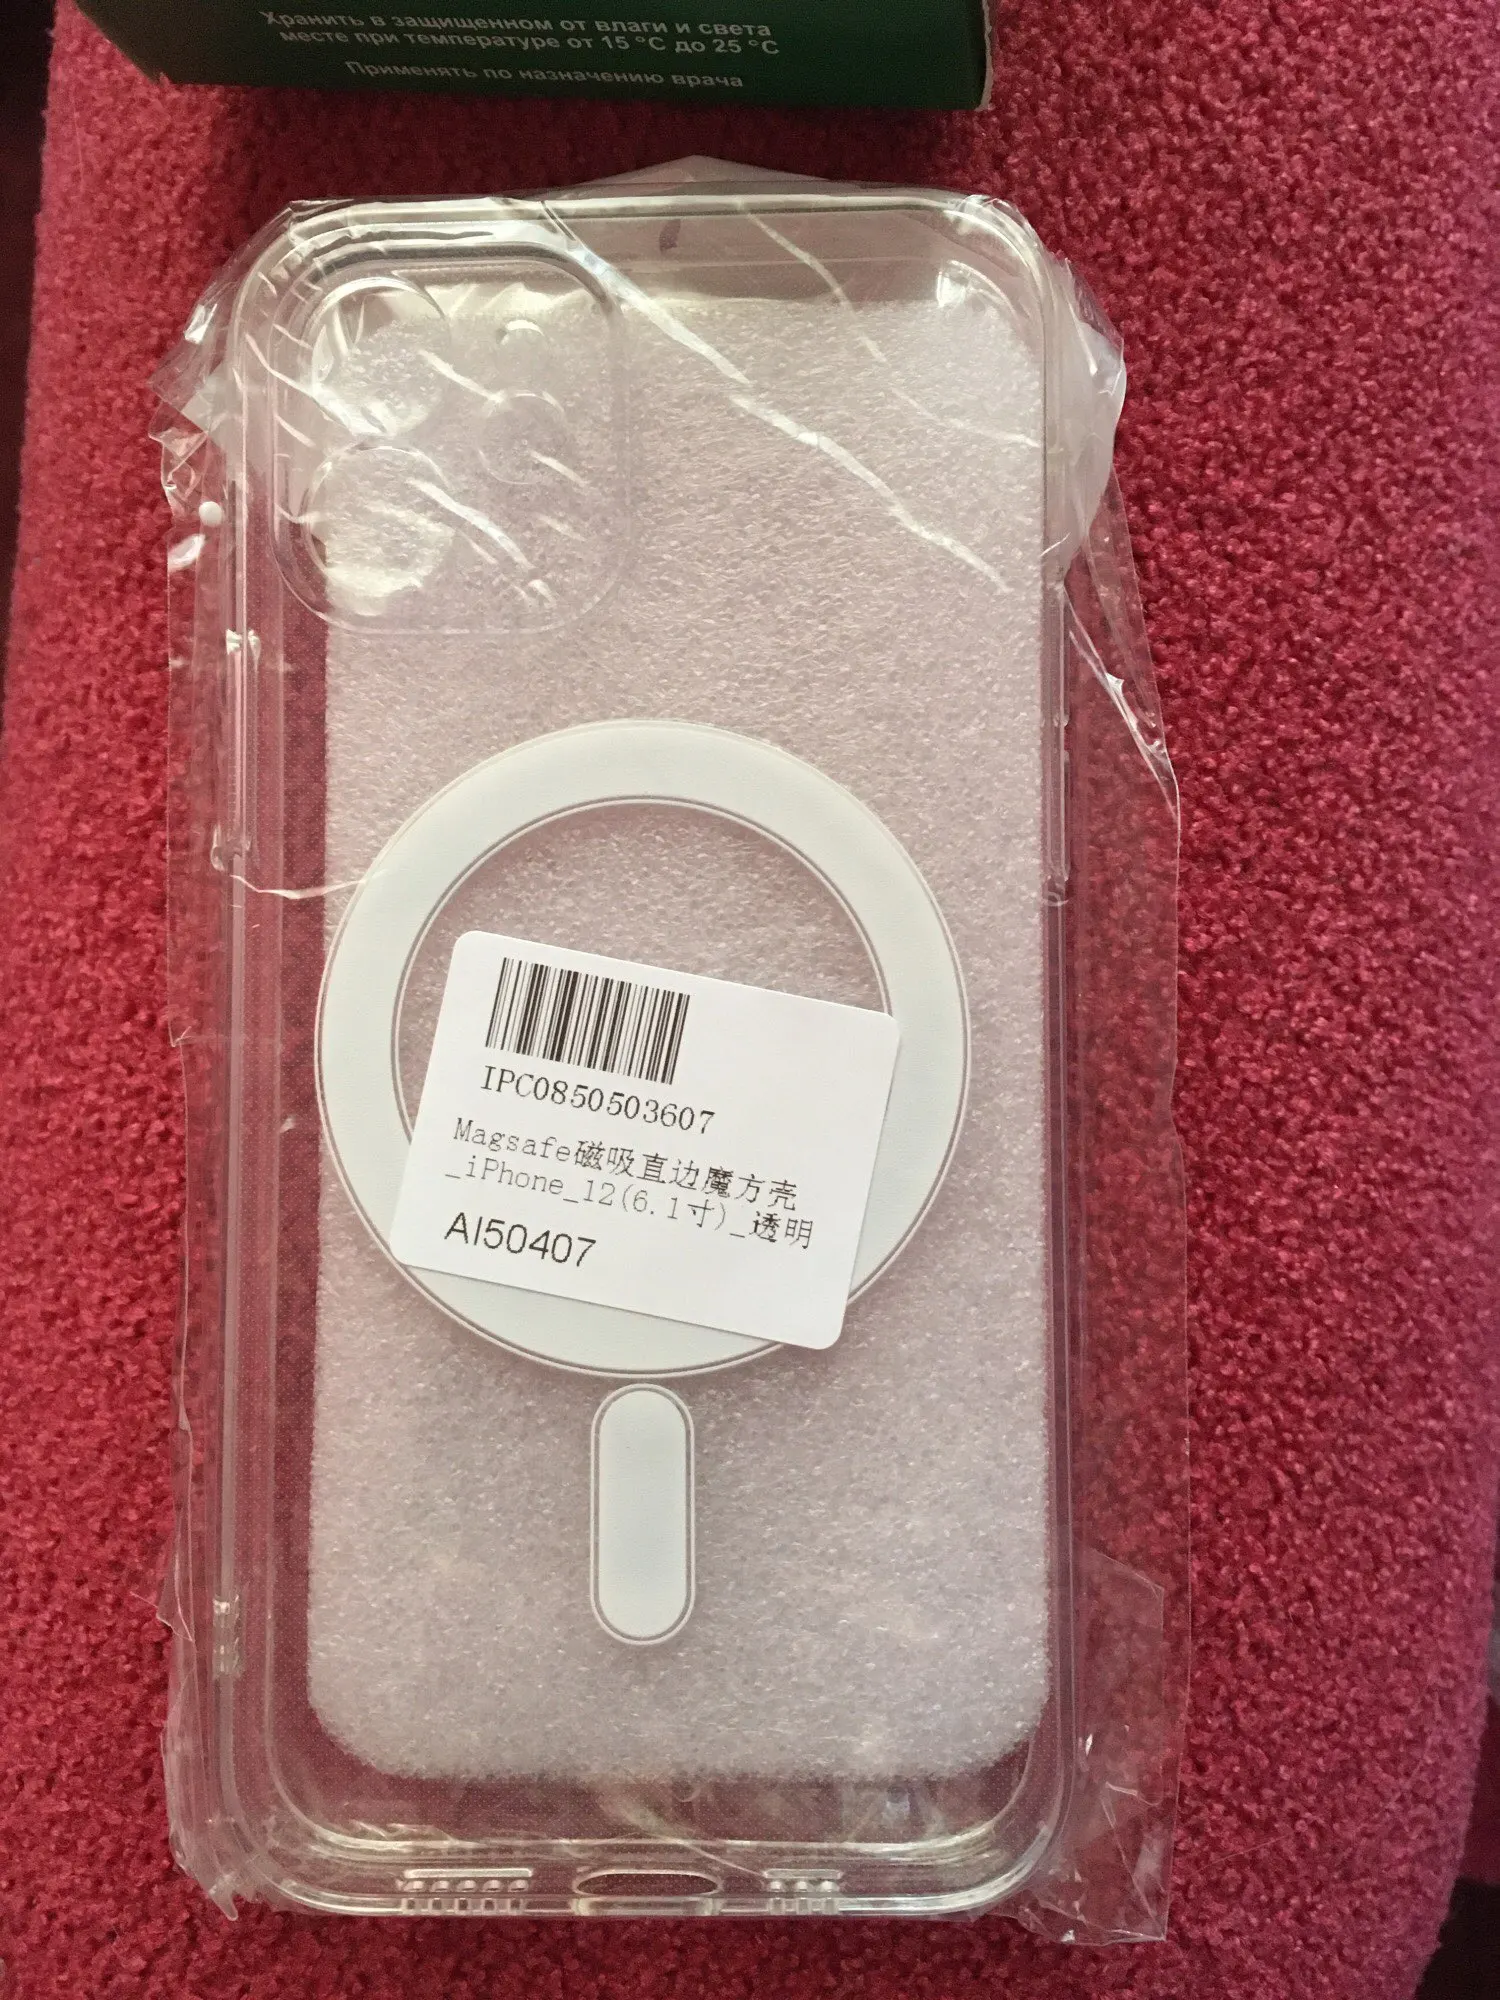 Хранить в защищенном от влаги и света
месте при температуре от 15 °С до 25 °С
Применять по назначению врача
IPC0850503607
Magsafe磁吸直边魔方壳
_iPhone_12(6.1寸)_透明
AI50407